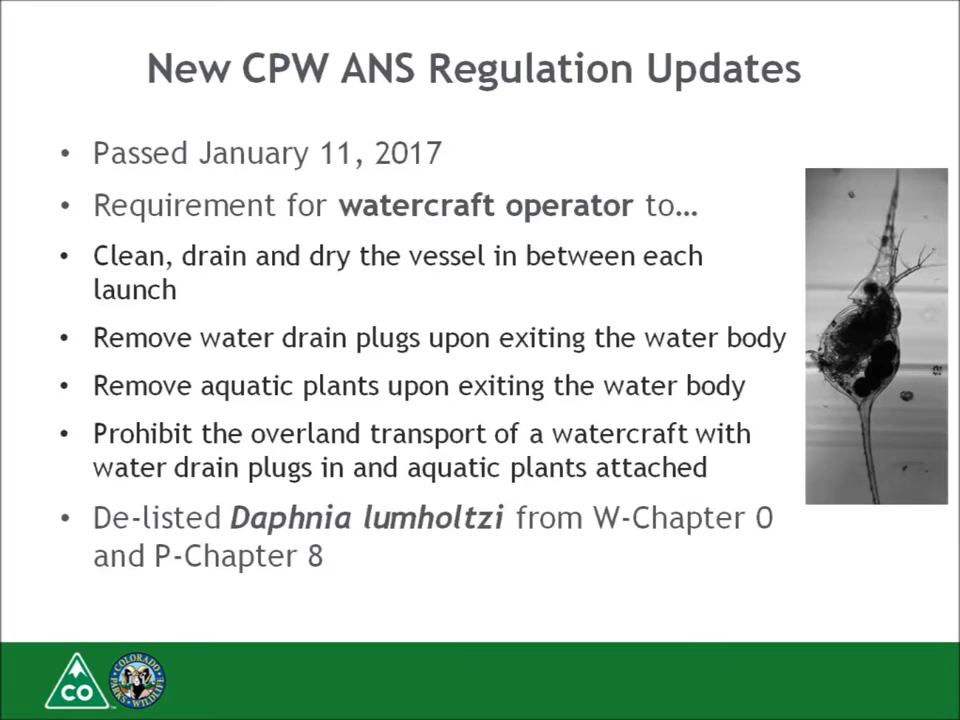 New CPW ANS Regulation Updates
• Passed January 11, 2017
• Requirement for watercraft operator to…
• Clean, drain and dry the vessel in between each
launch
• Remove water drain plugs upon exiting the water body
• Remove aquatic plants upon exiting the water body
• Prohibit the overland transport of a watercraft with
water drain plugs in and aquatic plants attached
• De-listed Daphnia lumholtzi from W-Chapter 0
and P-Chapter 8
CO
COLORADO
PARKS WILDLIFE